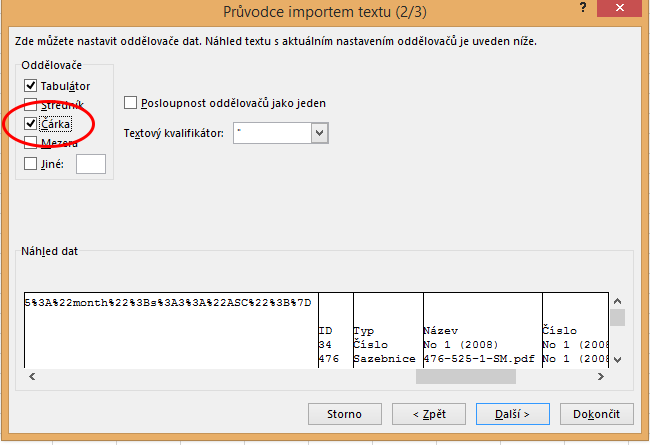 Průvodce importem textu (2/3)
Zde můžete nastavit oddělovače dat. Náhled textu s aktuálním nastavením oddělovačů je uveden níže.
Oddělovače
Tabulátor
Středník
Čárka
Mezera
Jiné:
Posloupnost oddělovačů jako jeden
Textový kvalifikátor: "
Náhled dat
5%3A%22month%22%3Bs%3A3%3A%22ASC%22%3B%7D
ID Typ Název Číslo
34 Číslo No 1 (2008) No 1 (2008
476 Sazebnice 476-525-1-SM.pdf No 1 (2008
Storno < Zpět Další > Dokončit